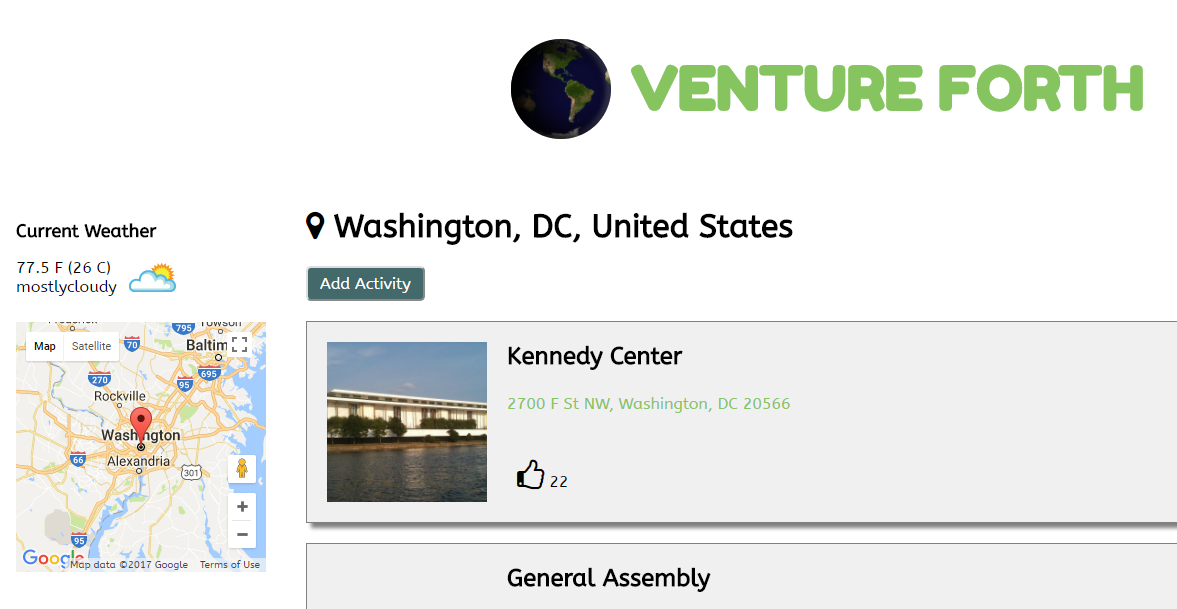 VENTURE FORTH
Current Weather
77.5 F (26 C)
mostlycloudy
Washington, DC, United States
Add Activity
Map
Satellite
795
Towson
70
Baltim
270
95
695
Rockville
Washington
66
Alexandria
301
95
Google
Map data ©2017 Google
Terms of Use
Kennedy Center
2700 F St NW, Washington, DC 20566
22
General Assembly